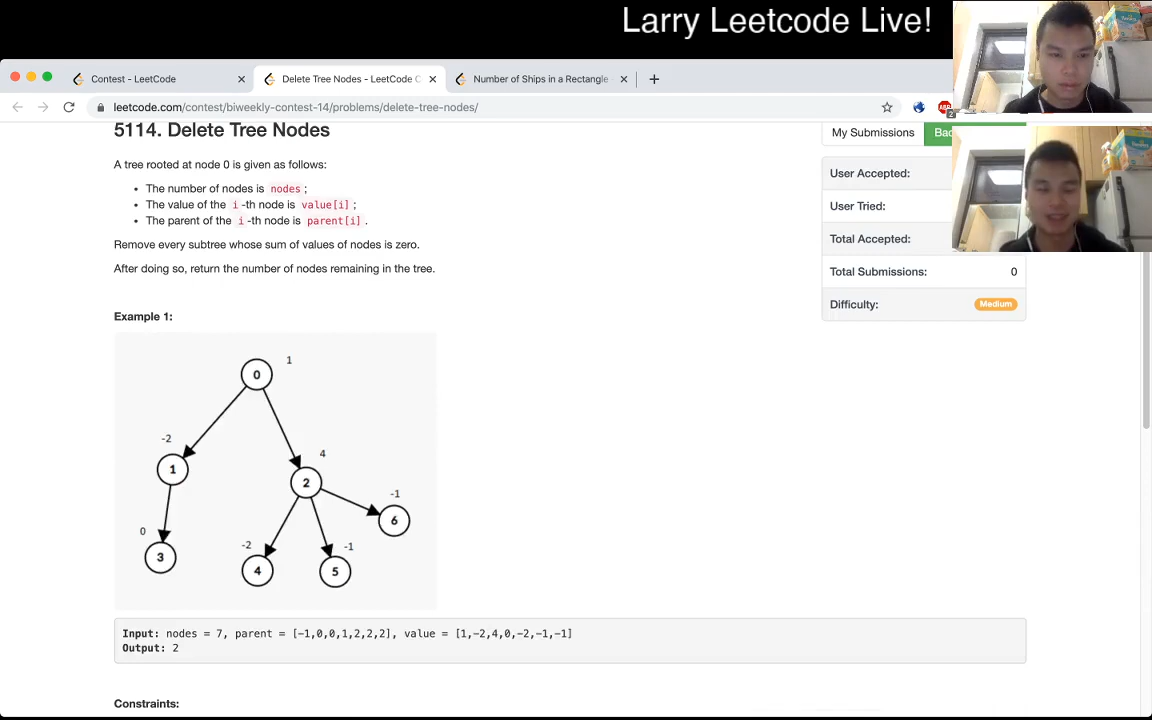 Larry Leetcode Live!
Contest - LeetCode
Delete Tree Nodes - LeetCode C
Number of Ships in a Rectangle
leetcode.com/contest/biweekly-contest-14/problems/delete-tree-nodes/
5114. Delete Tree Nodes
My Submissions
Bac
A tree rooted at node 0 is given as follows:
• The number of nodes is nodes;
• The value of the i-th node is value[i];
• The parent of the i-th node is parent[i].
Remove every subtree whose sum of values of nodes is zero.
After doing so, return the number of nodes remaining in the tree.
User Accepted:
User Tried:
Total Accepted:
Total Submissions: 0
Difficulty: Medium
Example 1:
0 1
-2 1
4 2
-1 6
0 3
-2 4
-1 5
Input: nodes = 7, parent = [-1,0,0,1,2,2,2], value = [1,-2,4,0,-2,-1,-1]
Output: 2
Constraints: